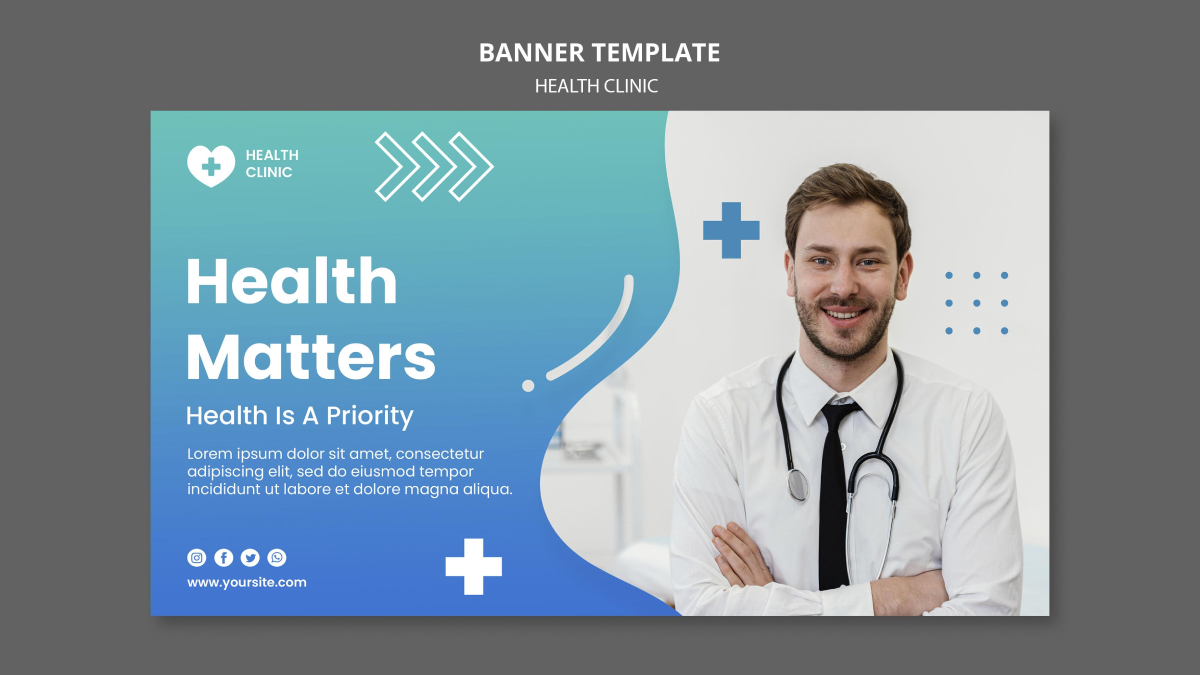 BANNER TEMPLATE
HEALTH CLINIC
HEALTH
CLINIC
Health
Matters
Health Is A Priority
Lorem ipsum dolor sit amet, consectetur
adipiscing elit, sed do eiusmod tempor
incididunt ut labore et dolore magna aliqua.
www.yoursite.com